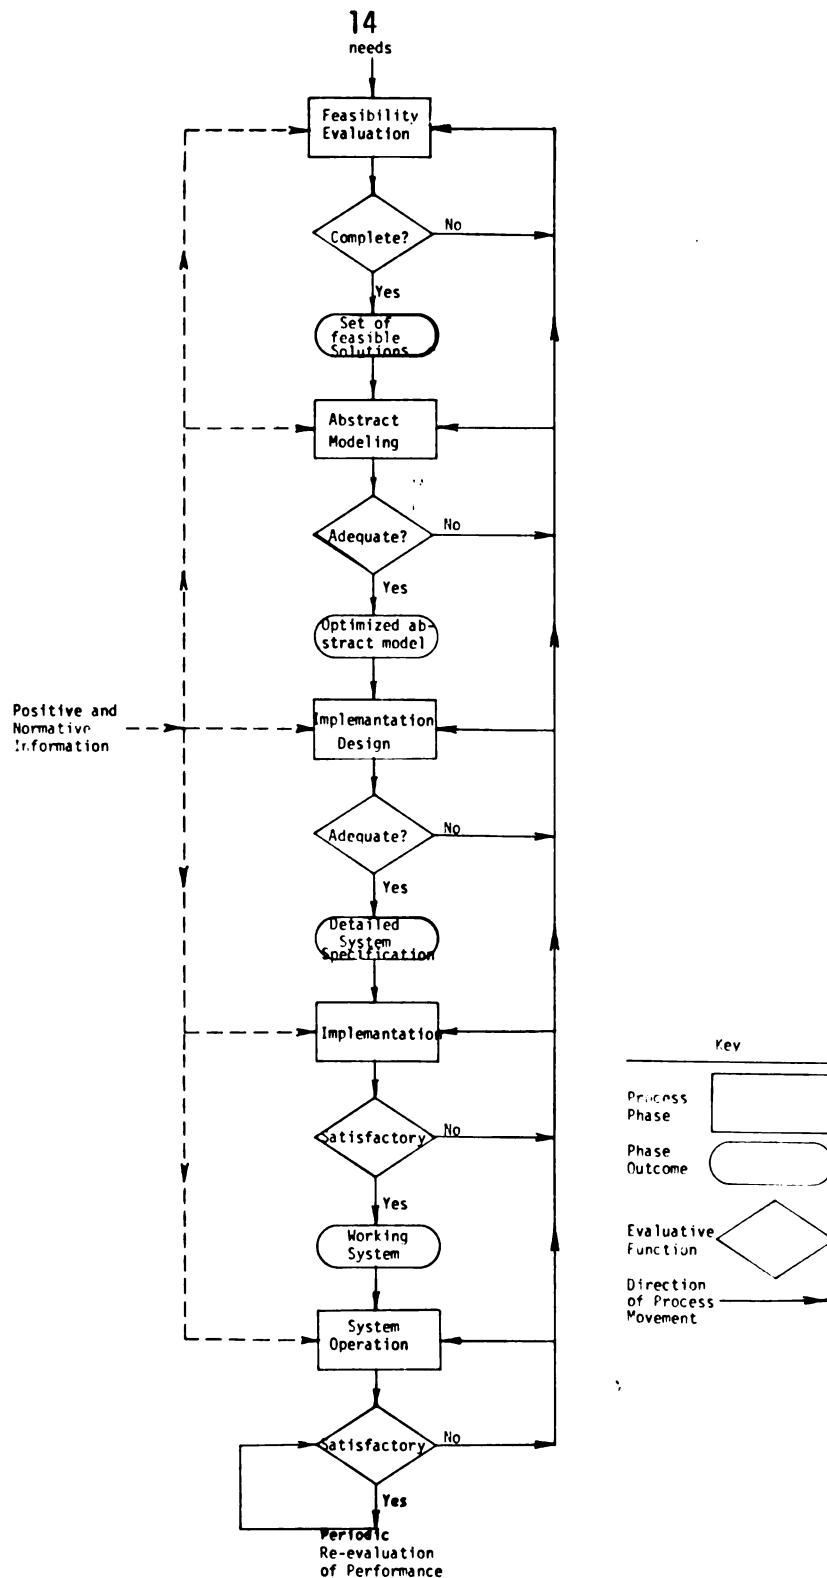 14
needs
Feasibility
Evaluation
Complete?
No
Yes
Set of
feasible
Solutions
Abstract
Modeling
Adequate?
No
Yes
Optimized ab-
stract model
Positive and
Normative
Information
Implemantation
Design
Adequate?
No
Yes
Detailed
System
Specification
Implemantation
Satisfactory
No
Yes
Working
System
System
Operation
Satisfactory
No
Yes
Periodic
Re-evaluation
of Performance
Key
Process
Phase
Phase
Outcome
Evaluative
Function
Direction
of Process
Movement